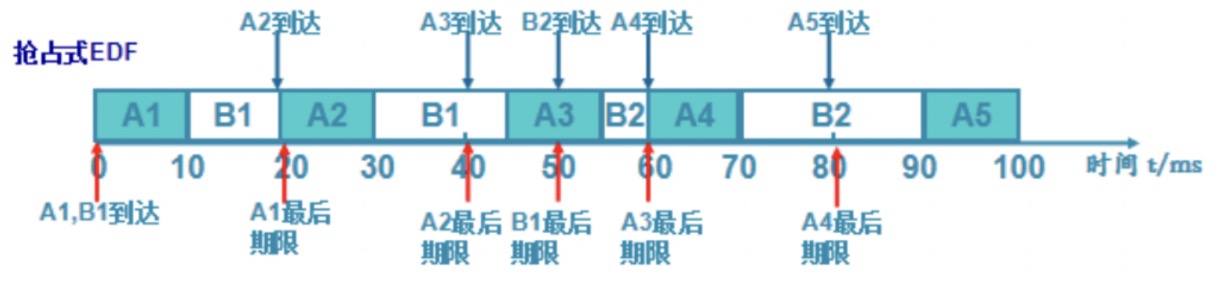 A2到达 A3到达 B2到达 A4到达 A5到达
抢占式EDF
A1 B1 A2 B1 A3 B2 A4 B2 A5
0 10 20 30 40 50 60 70 80 90 100 时间 t/ms
A1,B1到达 A1最后期限 A2最后期限 B1最后期限 A3最后期限 A4最后期限